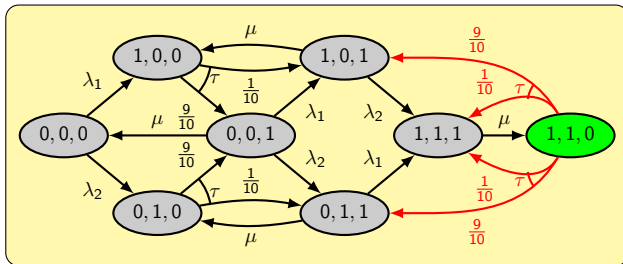 μ
9/10
1, 0, 0
1, 0, 1
λ1
τ
1/10
1/10
τ
9/10
μ
λ1
λ2
0, 0, 0
0, 0, 1
1, 1, 1
μ
1, 1, 0
9/10
λ2
λ2
λ1
τ
1/10
1/10
τ
0, 1, 0
0, 1, 1
μ
9/10